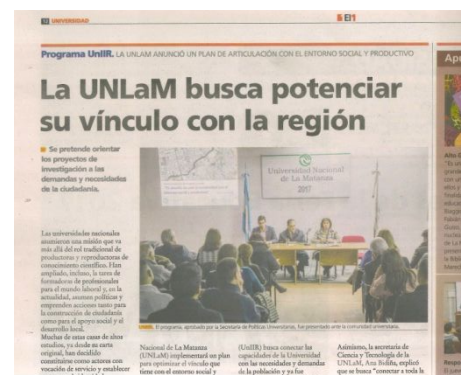 12 UNIVERSIDAD
El1
Programa UniIR. LA UNLAM ANUNCIÓ UN PLAN DE ARTICULACIÓN CON EL ENTORNO SOCIAL Y PRODUCTIVO
La UNLaM busca potenciar
su vínculo con la región
Se pretende orientar
los proyectos de
investigación a las
demandas y necesidades
de la ciudadanía.
Las universidades nacionales
asumieron una misión que va
más allá del rol tradicional de
productoras y reproductoras de
conocimiento científico. Han
ampliado, incluso, la tarea de
formadoras de profesionales
para el mundo laboral y, en la
actualidad, asumen políticas y
emprenden acciones tanto para
la construcción de ciudadanía
como para el apoyo social y el
desarrollo local.
Muchas de estas casas de altos
estudios, ya desde su carta
original, han decidido
constituirse como actores con
vocación de servicio y establecer
Universidad Nacional
de La Matanza
2017
UNIIR. El programa, aprobado por la Secretaría de Políticas Universitarias, fue presentado ante la comunidad universitaria.
Nacional de La Matanza
(UNLaM) implementará un plan
para optimizar el vínculo que
tiene con el entorno social y
(UniIR) busca conectar las
capacidades de la Universidad
con las necesidades y demandas
de la población y ya fue
Asimismo, la secretaria de
Ciencia y Tecnología de la
UNLaM, Ana Bidiña, explicó
que se busca "conectar a toda la
Apr